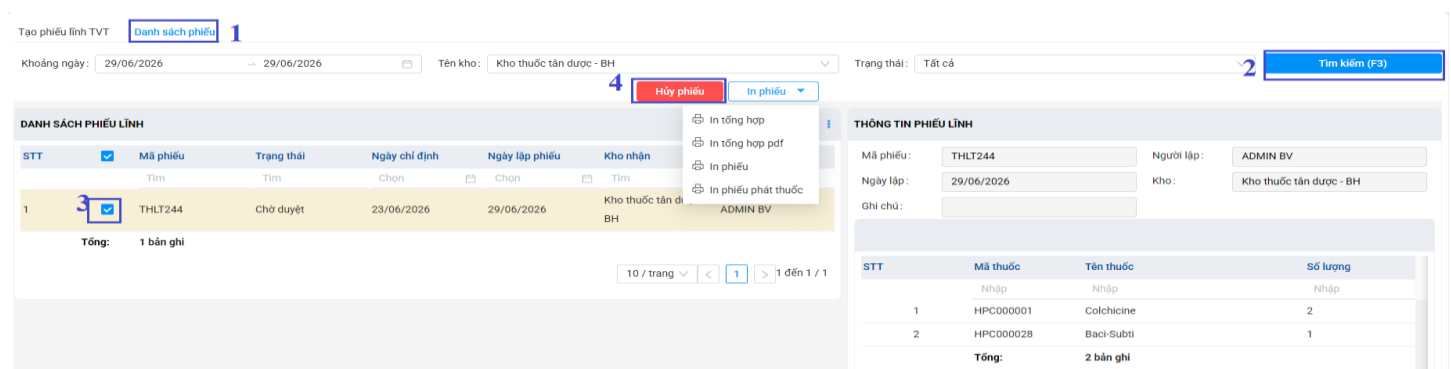 Tạo phiếu lĩnh TVT Danh sách phiếu 1
Khoảng ngày: 29/06/2026 → 29/06/2026 Tên kho: Kho thuốc tân dược - BH Trạng thái: Tất cả 2 Tìm kiếm (F3)
4 Hủy phiếu In phiếu
In tổng hợp
In tổng hợp pdf
In phiếu
In phiếu phát thuốc
DANH SÁCH PHIẾU LĨNH
STT Mã phiếu Trạng thái Ngày chỉ định Ngày lập phiếu Kho nhận
Tìm Tìm Chọn Chọn Tìm
1 3 THLT244 Chờ duyệt 23/06/2026 29/06/2026 Kho thuốc tân BH ADMIN BV
Tổng: 1 bản ghi
10 / trang < 1 > 1 đến 1 / 1
THÔNG TIN PHIẾU LĨNH
Mã phiếu: THLT244 Người lập: ADMIN BV
Ngày lập: 29/06/2026 Kho: Kho thuốc tân dược - BH
Ghi chú:
STT Mã thuốc Tên thuốc Số lượng
Nhập Nhập Nhập
1 HPC000001 Colchicine 2
2 HPC000028 Baci-Subti 1
Tổng: 2 bản ghi